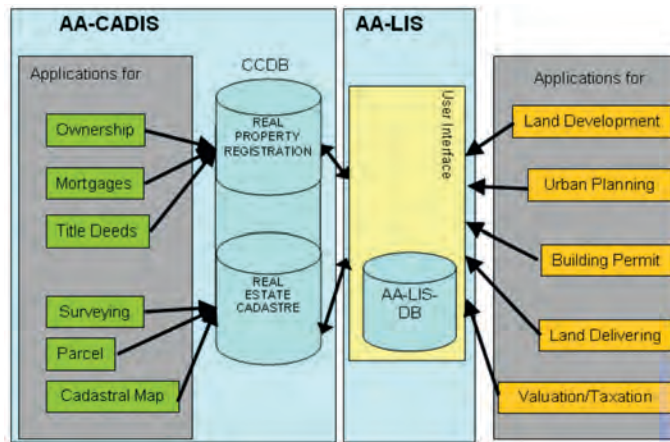 AA-CADIS
Applications for
Ownership
Mortgages
Title Deeds
Surveying
Parcel
Cadastral Map
CCDB
REAL
PROPERTY
REGISTRATION
REAL
ESTATE
CADASTRE
AA-LIS
User Interface
AA-LIS-
DB
Applications for
Land Development
Urban Planning
Building Permit
Land Delivering
Valuation/Taxation